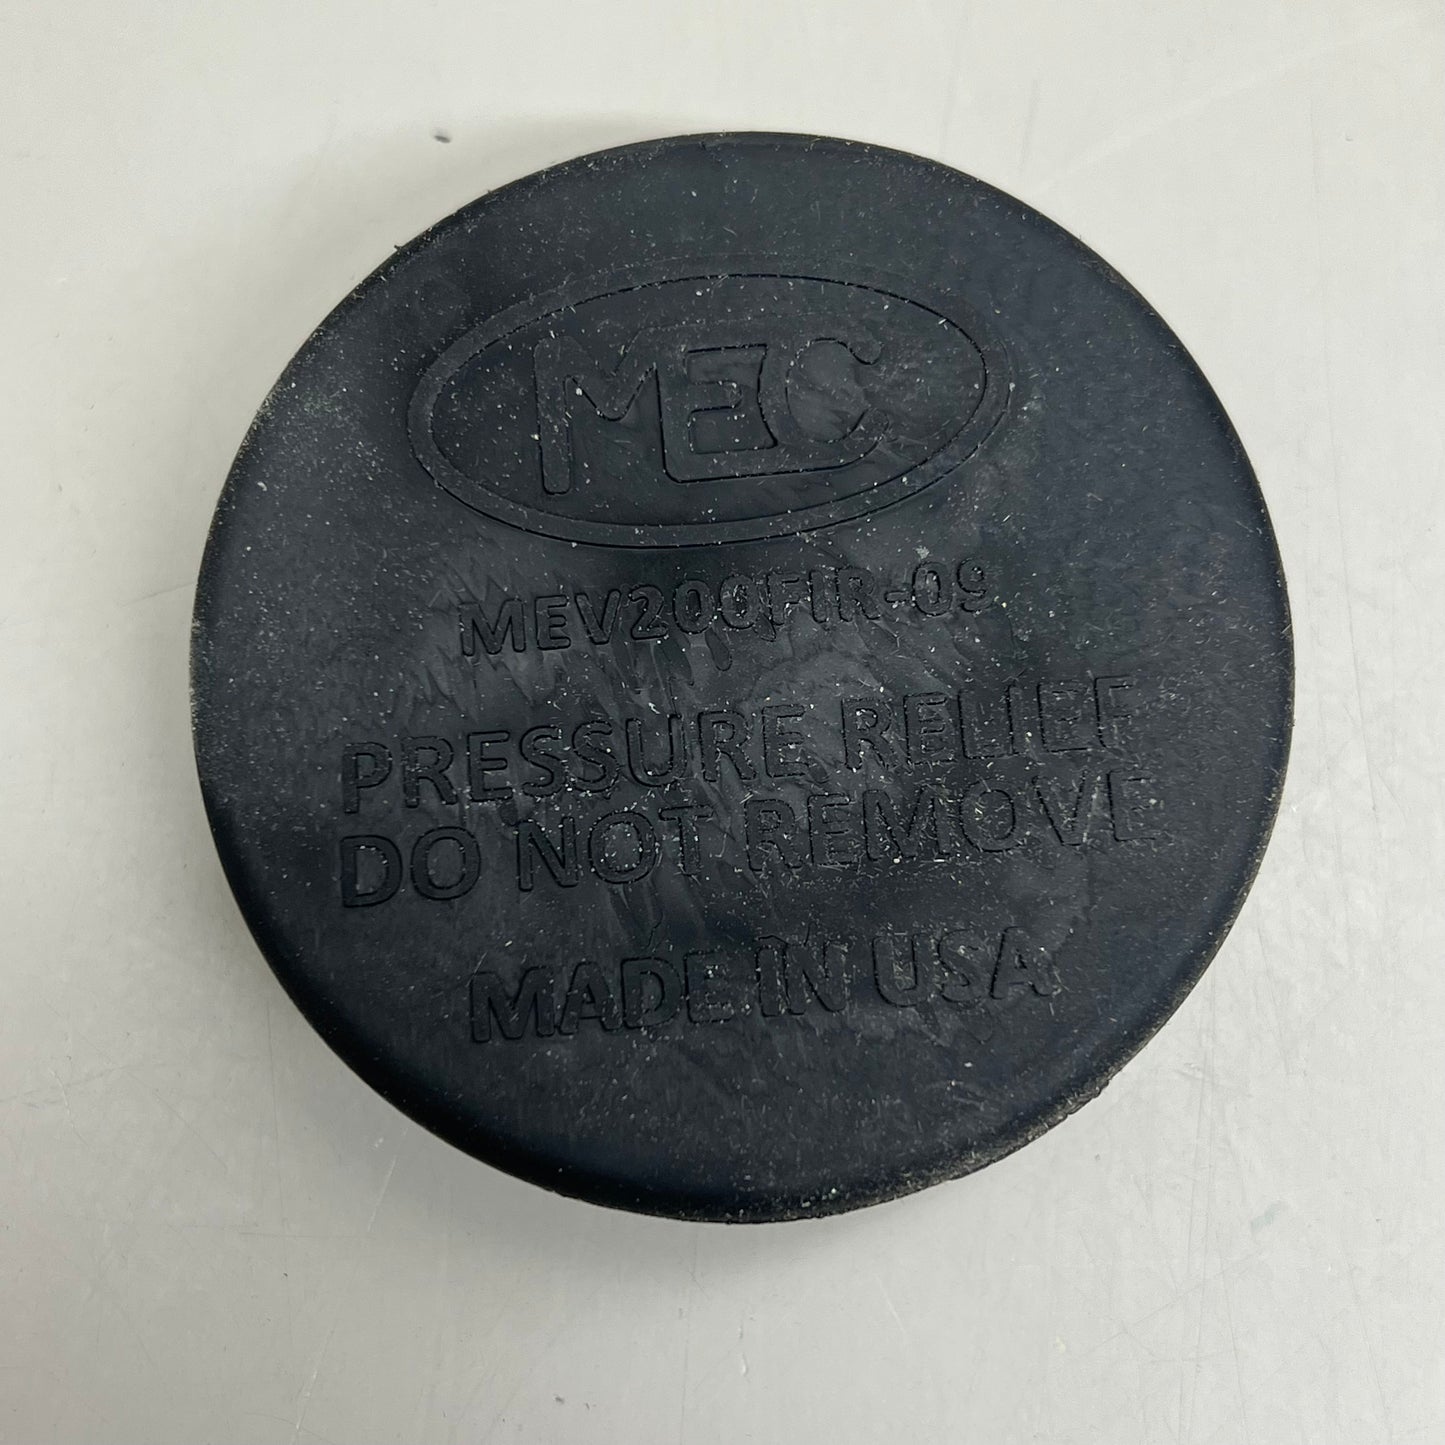 MEC
MEV200FIR-09
PRESSURE RELIEF
DO NOT REMOVE
MADE IN USA